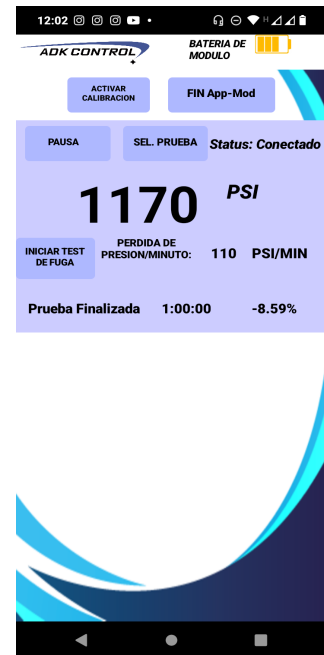 12:02
H
ADK CONTROL
BATERIA DE
MODULO
ACTIVAR
CALIBRACION
FIN App-Mod
PAUSA
SEL. PRUEBA
Status: Conectado
1170 PSI
INICIAR TEST
DE FUGA
PERDIDA DE
PRESION/MINUTO:
110 PSI/MIN
Prueba Finalizada 1:00:00 -8.59%